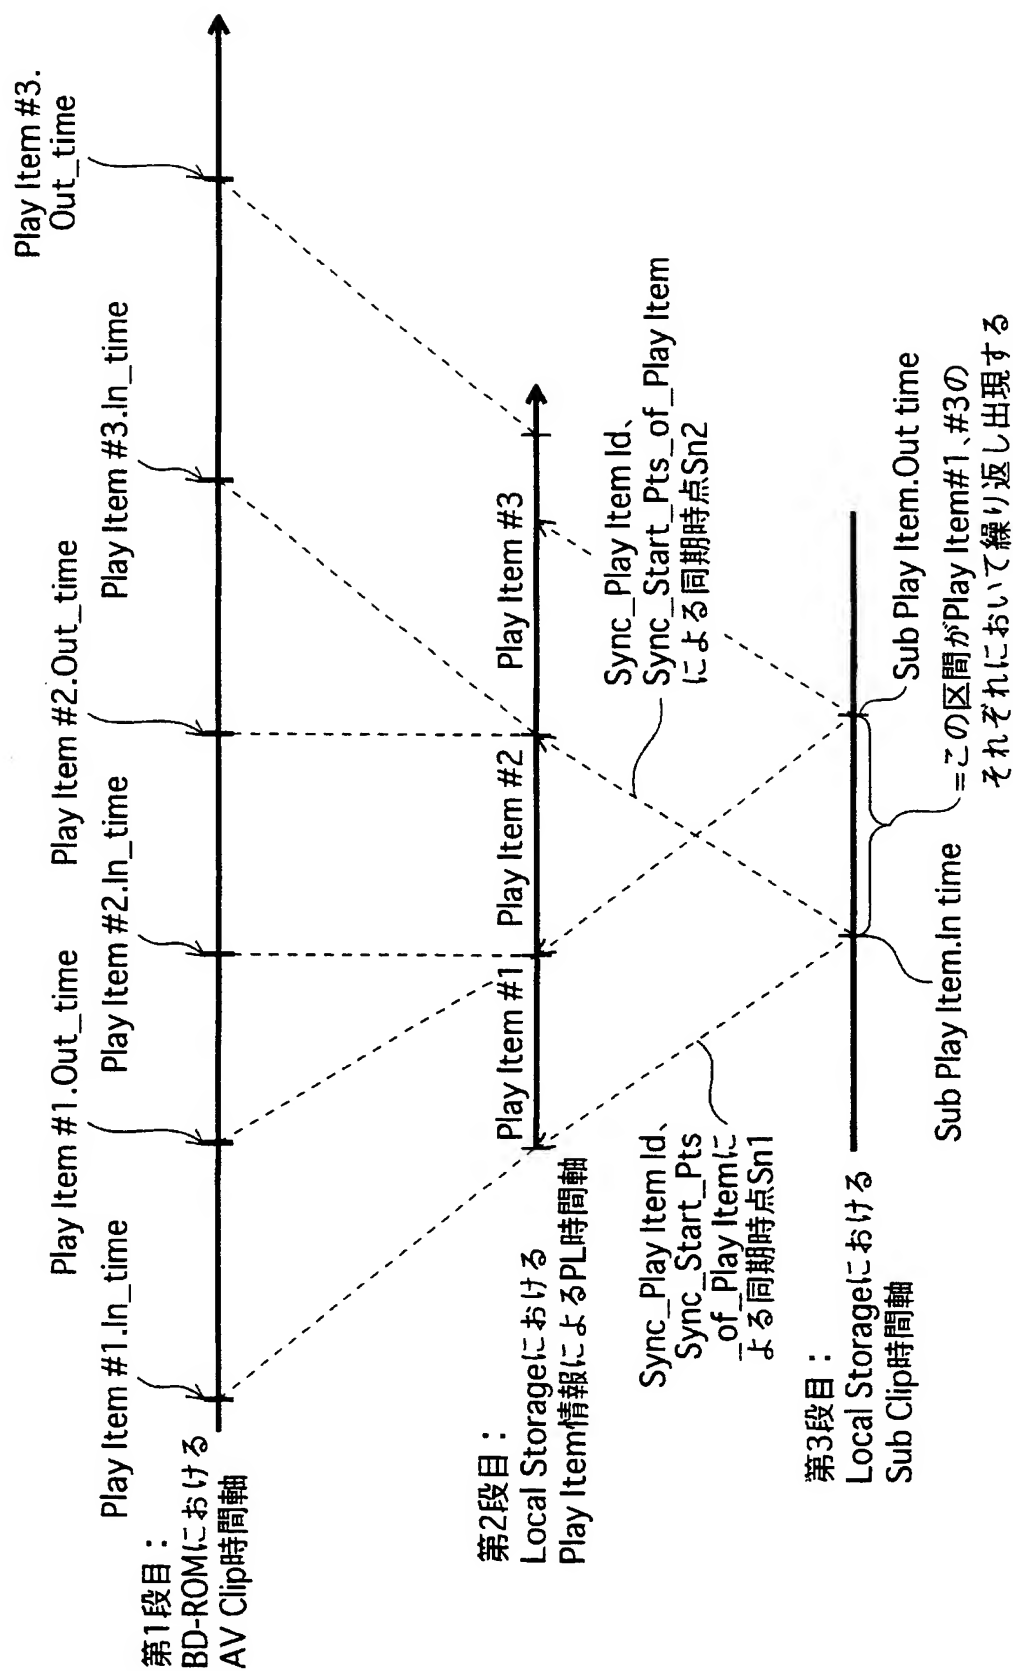 第1段目：
BD-ROMにおける
AV Clip時間軸
Play Item #1.In_time
Play Item #1.Out_time
Play Item #2.In_time
Play Item #2.Out_time
Play Item #3.In_time
Play Item #3.
Out_time
第2段目：
Local Storageにおける
Play Item情報によるPL時間軸
Play Item #1
Play Item #2
Play Item #3
Sync_Play Item Id、
Sync_Start_Pts
_of_Play Itemに
よる同期時点Sn1
Sync_Play Item Id、
Sync_Start_Pts_of_Play Item
による同期時点Sn2
第3段目：
Local Storageにおける
Sub Clip時間軸
Sub Play Item.In time
Sub Play Item.Out time
=この区間がPlay Item#1、#3の
それぞれにおいて繰り返し出現する